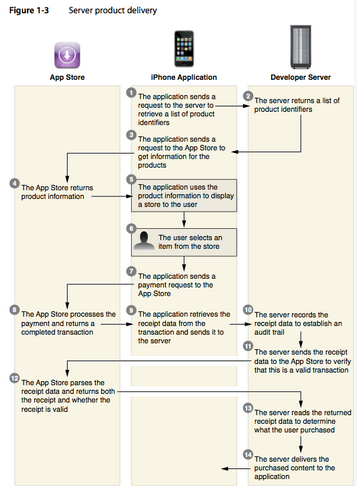 Figure 1-3 Server product delivery
App Store
iPhone Application
Developer Server
1
The application sends a
request to the server to
retrieve a list of product
identifiers
2
The server returns a list of
product identifiers
3
The application sends a
request to the App Store to
get information for the
products
4
The App Store returns
product information
5
The application uses the
product information to display
a store to the user
6
The user selects an
item from the store
7
The application sends a
payment request to the
App Store
8
The App Store processes the
payment and returns a
completed transaction
9
The application retrieves the
receipt data from the
transaction and sends it to
the server
10
The server records the
receipt data to establish an
audit trail
11
The server sends the receipt
data to the App Store to verify
that this is a valid transaction
12
The App Store parses the
receipt data and returns both
the receipt and whether the
receipt is valid
13
The server reads the returned
receipt data to determine
what the user purchased
14
The server delivers the
purchased content to the
application